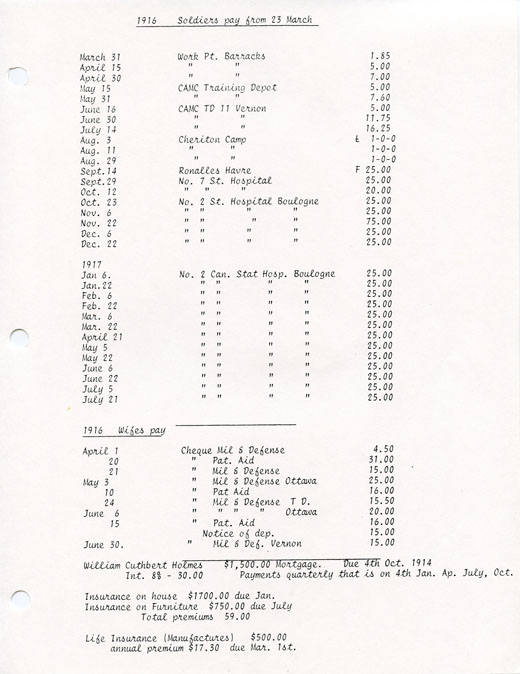 1916 Soldiers pay from 23 March
March 31 Work Pt. Barracks 1.85
April 15 " " 5.00
April 30 " " 7.00
May 15 CAMC Training Depot 5.00
May 31 " " 7.60
June 16 CAMC TD 11 Vernon 5.00
June 30 " " 11.75
July 14 " " 16.25
Aug. 3 Cheriton Camp £ 1-0-0
Aug. 11 " " 1-0-0
Aug. 29 " " 1-0-0
Sept.14 Ronalles Havre F 25.00
Sept.29 No. 7 St. Hospital 25.00
Oct. 12 " " " 20.00
Oct. 23 No. 2 St. Hospital Boulogne 25.00
Nov. 6 " " " " 25.00
Nov. 22 " " " " 75.00
Dec. 6 " " " " 25.00
Dec. 22 " " " " 25.00
1917
Jan 6. No. 2 Can. Stat Hosp. Boulogne 25.00
Jan.22 " " " " 25.00
Feb. 6 " " " " 25.00
Feb. 22 " " " " 25.00
Mar. 6 " " " " 25.00
Mar. 22 " " " " 25.00
April 21 " " " " 25.00
May 5 " " " " 25.00
May 22 " " " " 25.00
June 6 " " " " 25.00
June 22 " " " " 25.00
July 5 " " " " 25.00
July 21 " " " " 25.00
1916 Wifes pay
April 1 Cheque Mil & Defense 4.50
20 " Pat. Aid 31.00
21 " Mil & Defense 15.00
May 3 " Mil & Defense Ottawa 25.00
10 " Pat Aid 16.00
24 " Mil & Defense T D. 15.50
June 6 " " " " Ottawa 20.00
15 " Pat. Aid 16.00
Notice of dep. 15.00
June 30. " Mil & Def. Vernon 15.00
William Cuthbert Holmes $1,500.00 Mortgage. Due 4th Oct. 1914
Int. 8% - 30.00 Payments quarterly that is on 4th Jan. Ap. July, Oct.
Insurance on house $1700.00 due Jan.
Insurance on Furniture $750.00 due July
Total premiums 59.00
Life Insurance (Manufactures) $500.00
annual premium $17.30 due Mar. 1st.